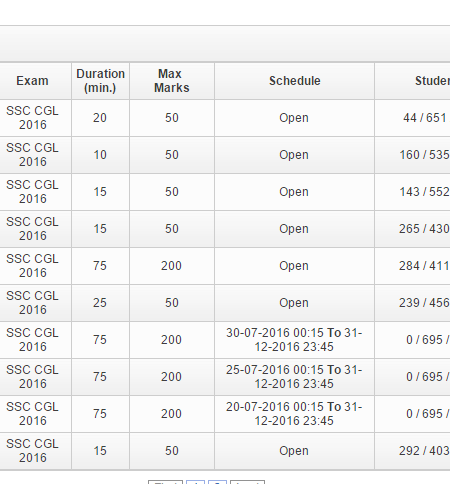 Exam Duration (min.) Max Marks Schedule
SSC CGL 2016 20 50 Open 44 / 651
SSC CGL 2016 10 50 Open 160 / 535
SSC CGL 2016 15 50 Open 143 / 552
SSC CGL 2016 15 50 Open 265 / 430
SSC CGL 2016 75 200 Open 284 / 411
SSC CGL 2016 25 50 Open 239 / 456
SSC CGL 2016 75 200 30-07-2016 00:15 To 31-12-2016 23:45 0 / 695 /
SSC CGL 2016 75 200 25-07-2016 00:15 To 31-12-2016 23:45 0 / 695 /
SSC CGL 2016 75 200 20-07-2016 00:15 To 31-12-2016 23:45 0 / 695 /
SSC CGL 2016 15 50 Open 292 / 403